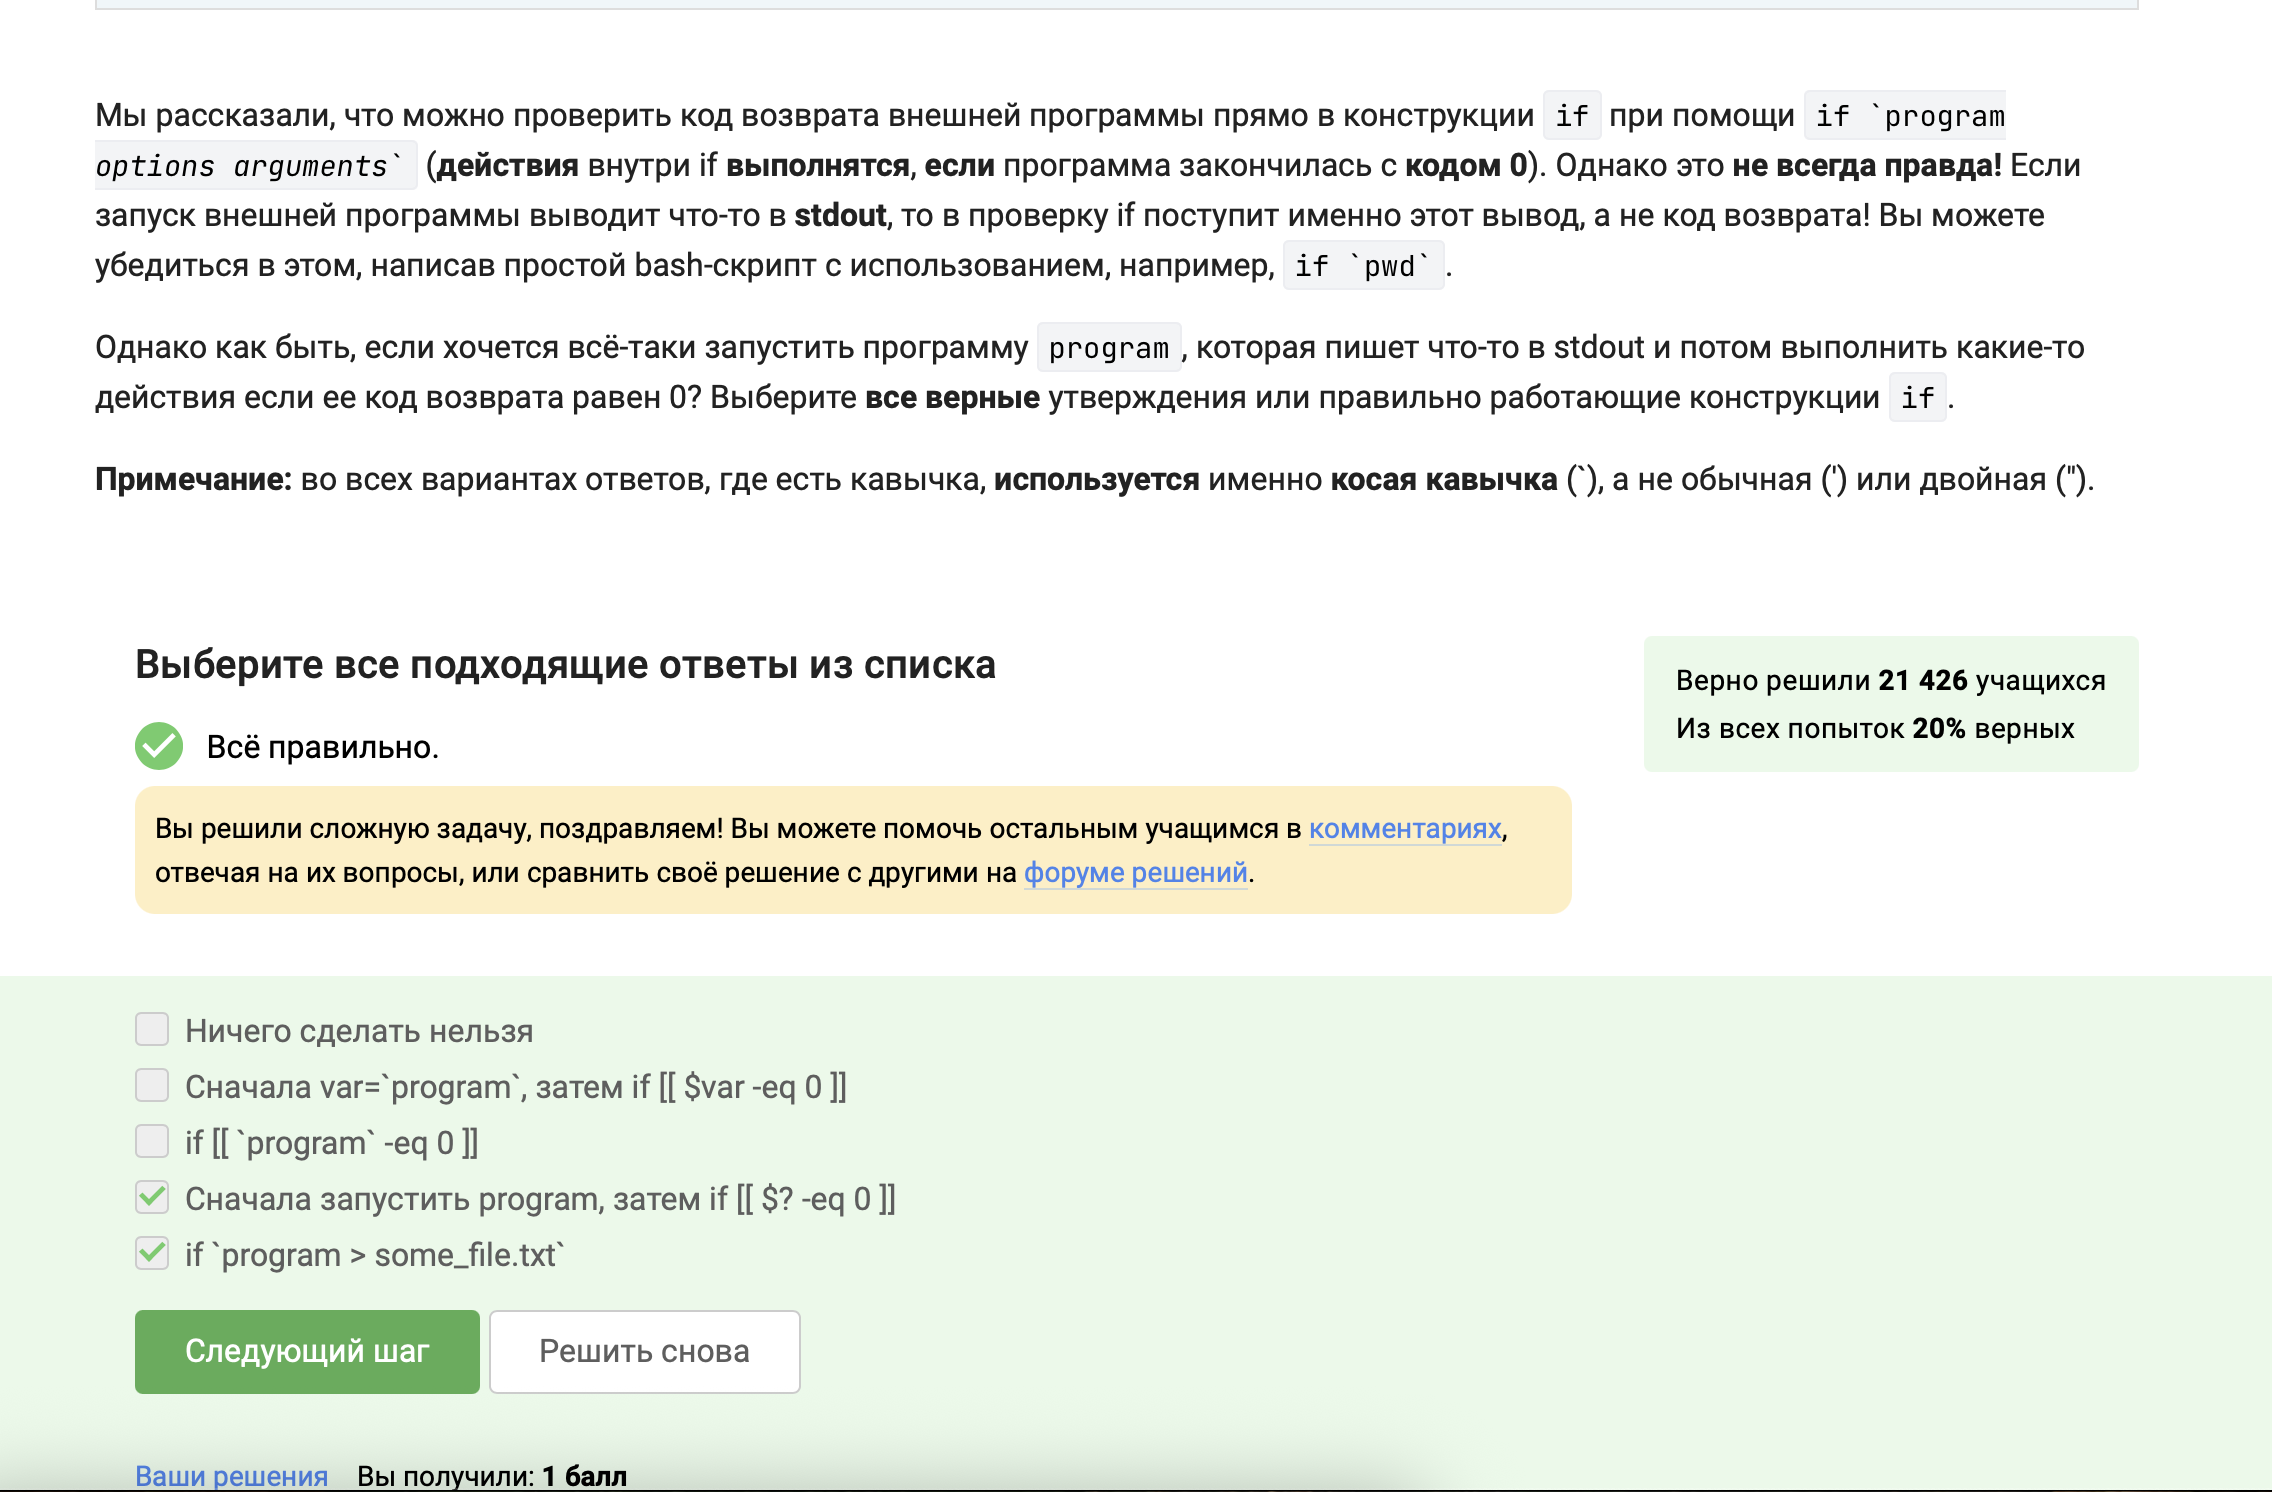 Мы рассказали, что можно проверить код возврата внешней программы прямо в конструкции if при помощи if `program
options arguments` (действия внутри if выполнятся, если программа закончилась с кодом 0). Однако это не всегда правда! Если
запуск внешней программы выводит что-то в stdout, то в проверку if поступит именно этот вывод, а не код возврата! Вы можете
убедиться в этом, написав простой bash-скрипт с использованием, например, if `pwd`.
Однако как быть, если хочется всё-таки запустить программу program, которая пишет что-то в stdout и потом выполнить какие-то
действия если ее код возврата равен 0? Выберите все верные утверждения или правильно работающие конструкции if.
Примечание: во всех вариантах ответов, где есть кавычка, используется именно косая кавычка (`), а не обычная (') или двойная (").
Выберите все подходящие ответы из списка
Верно решили 21 426 учащихся
Из всех попыток 20% верных
Всё правильно.
Вы решили сложную задачу, поздравляем! Вы можете помочь остальным учащимся в комментариях,
отвечая на их вопросы, или сравнить своё решение с другими на форуме решений.
Ничего сделать нельзя
Сначала var=`program`, затем if [[ $var -eq 0 ]]
if [[ `program` -eq 0 ]]
Сначала запустить program, затем if [[ $? -eq 0 ]]
if `program > some_file.txt`
Следующий шаг
Решить снова
Ваши решения Вы получили: 1 балл